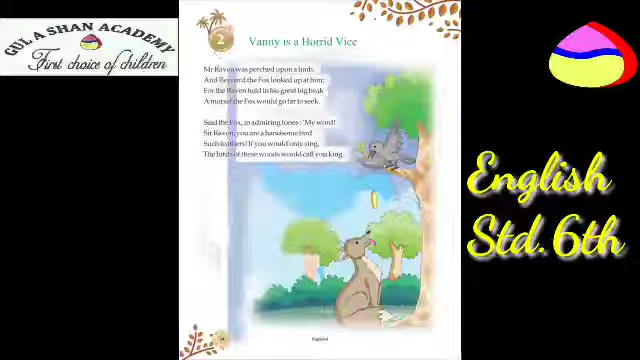 GUL A SHAN ACADEMY
First choice of children
2
Vanity is a Horrid Vice
Mr Raven was perched upon a limb,
And Reynard the Fox looked up at him;
For the Raven held in his great big beak
A morsel the Fox would go far to seek.
Said the Fox, in admiring tones : 'My word!
Sir Raven, you are a handsome bird
Such feathers! If you would only sing,
The birds of these woods would call you king.
English
Std. 6th